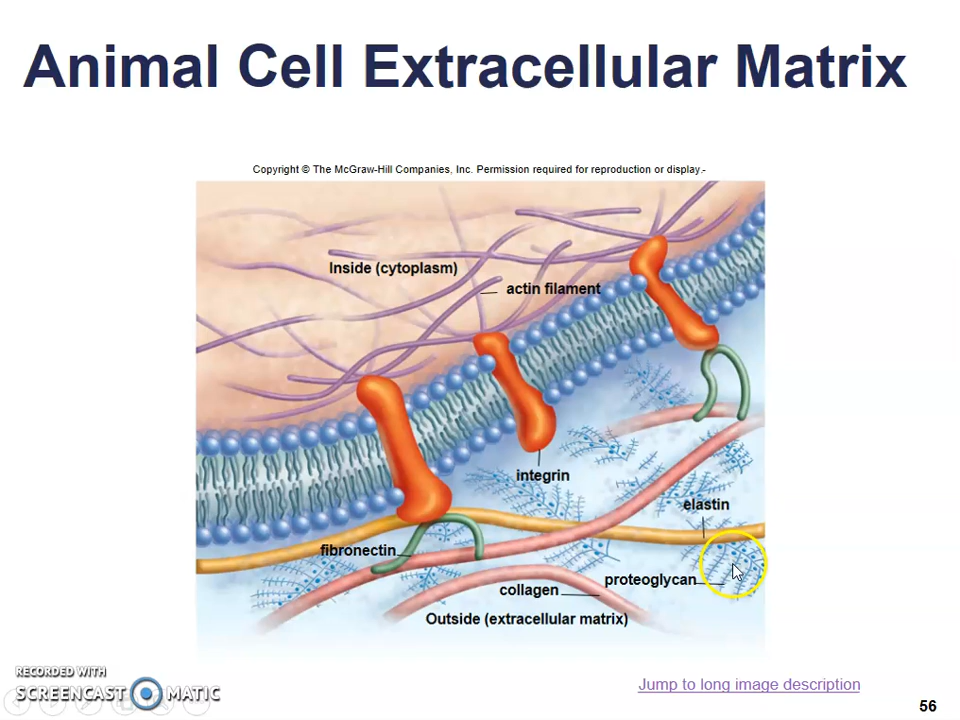 Animal Cell Extracellular Matrix
Copyright © The McGraw-Hill Companies, Inc. Permission required for reproduction or display.-
Inside (cytoplasm)
actin filament
integrin
elastin
fibronectin
proteoglycan
collagen
Outside (extracellular matrix)
RECORDED WITH
SCREENCAST MATIC
Jump to long image description
56